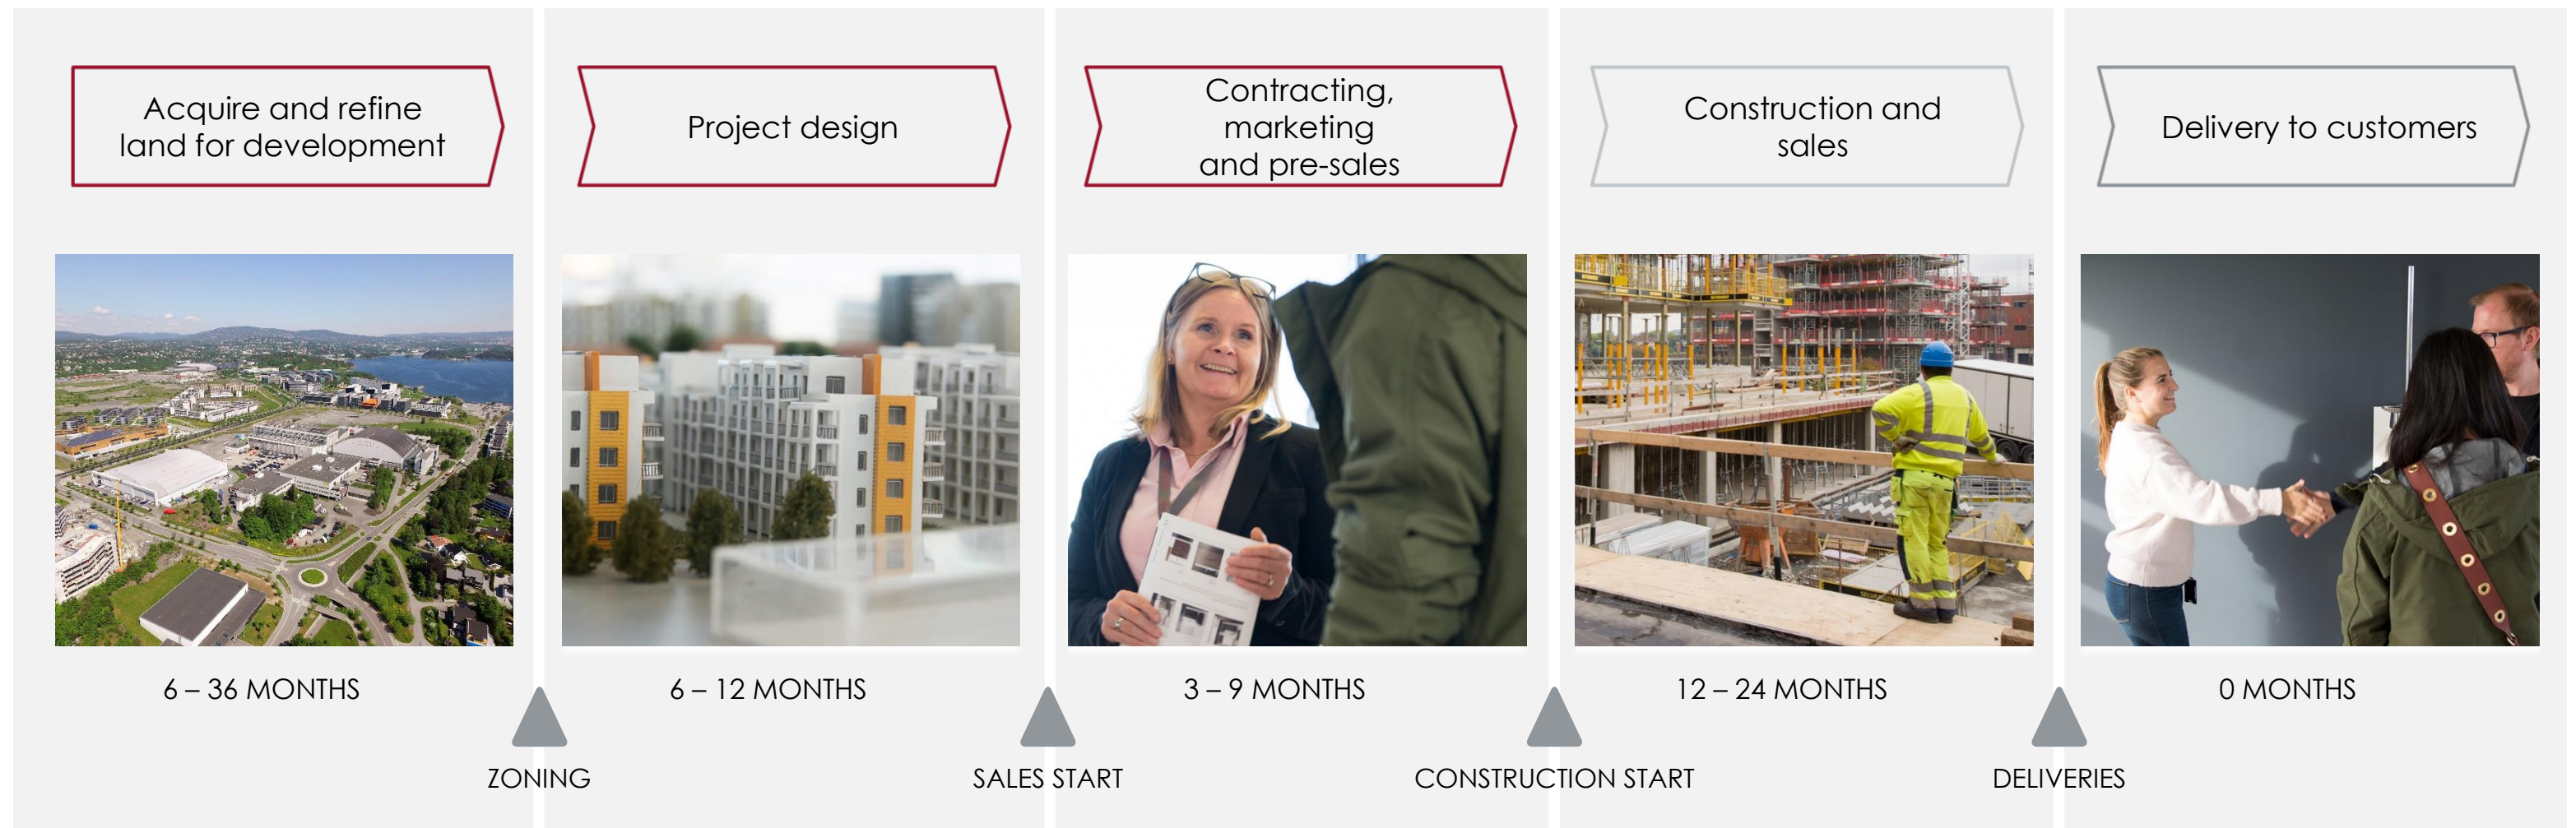 Acquire and refine
land for development
Project design
Contracting,
marketing
and pre-sales
Construction and
sales
Delivery to customers
6 – 36 MONTHS
6 – 12 MONTHS
3 – 9 MONTHS
12 – 24 MONTHS
0 MONTHS
ZONING
SALES START
CONSTRUCTION START
DELIVERIES